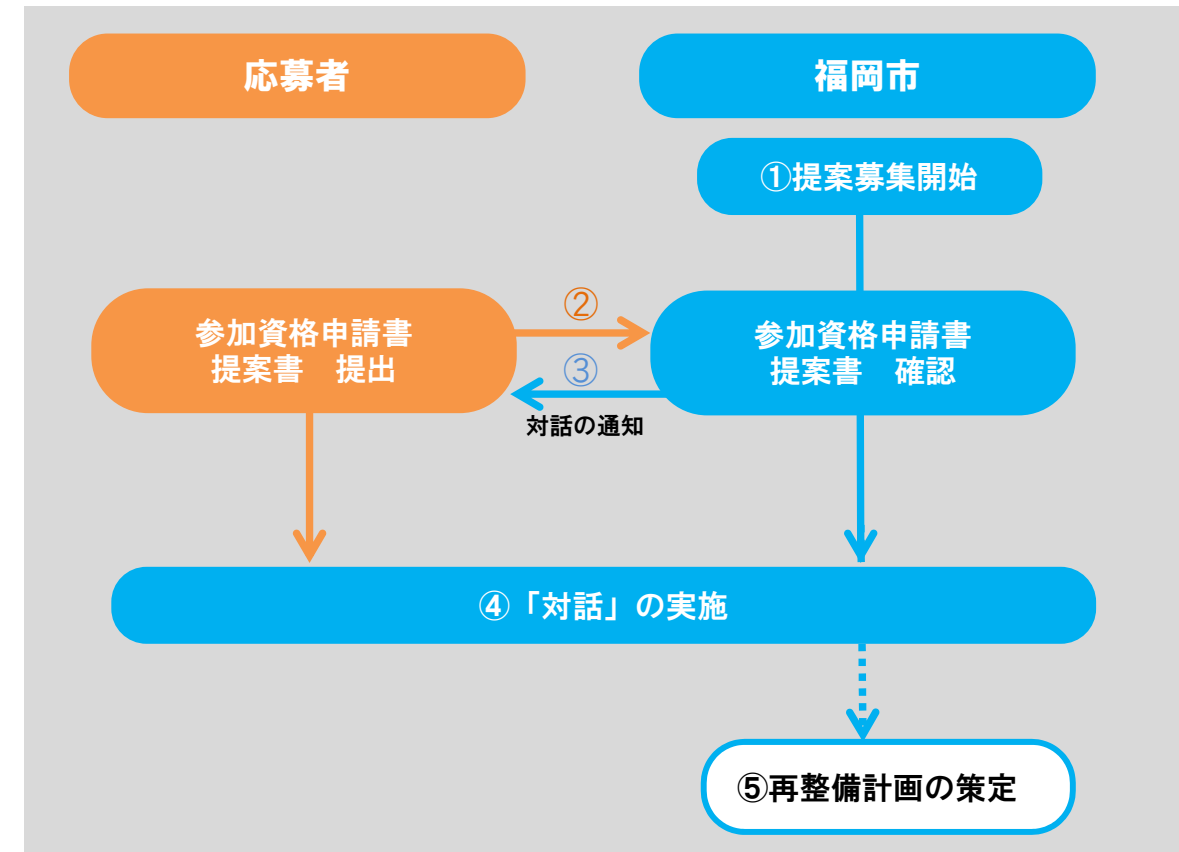 応募者
福岡市
①提案募集開始
参加資格申請書
提案書　提出
②
③
対話の通知
参加資格申請書
提案書　確認
④「対話」の実施
⑤再整備計画の策定